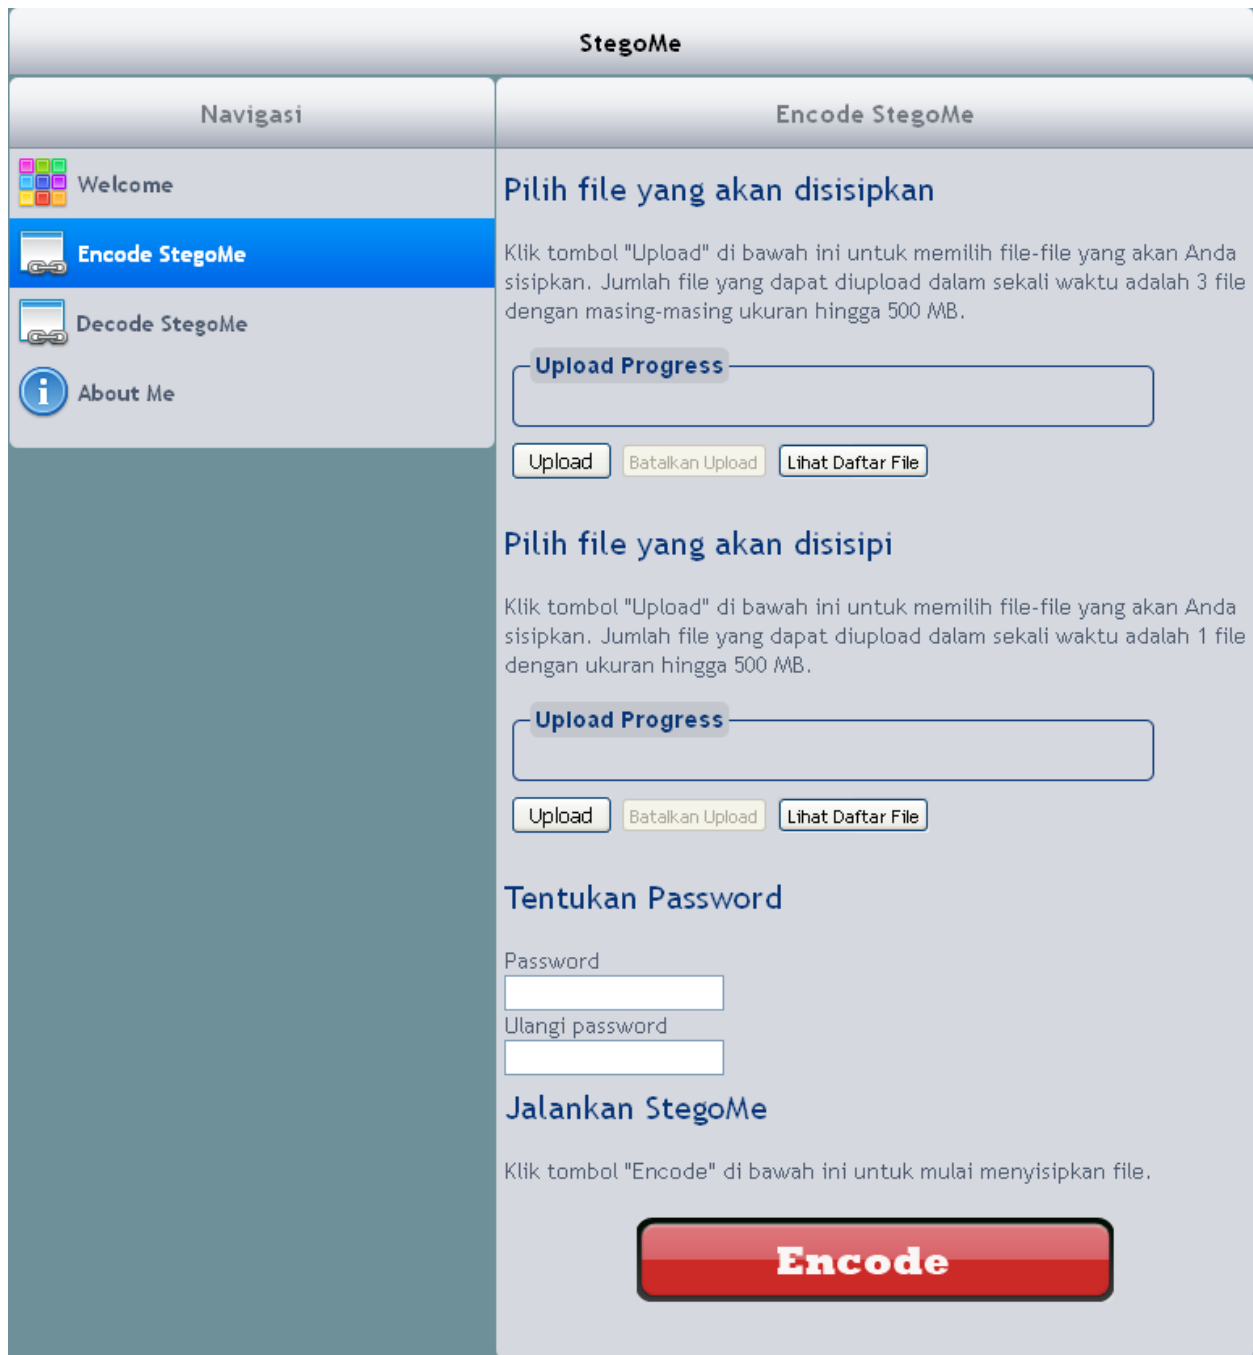 StegoMe
Navigasi
Welcome
Encode StegoMe
Decode StegoMe
About Me
Encode StegoMe
Pilih file yang akan disisipkan
Klik tombol "Upload" di bawah ini untuk memilih file-file yang akan Anda
sisipkan. Jumlah file yang dapat diupload dalam sekali waktu adalah 3 file
dengan masing-masing ukuran hingga 500 MB.
Upload Progress
Upload Batalkan Upload Lihat Daftar File
Pilih file yang akan disisipi
Klik tombol "Upload" di bawah ini untuk memilih file-file yang akan Anda
sisipkan. Jumlah file yang dapat diupload dalam sekali waktu adalah 1 file
dengan ukuran hingga 500 MB.
Upload Progress
Upload Batalkan Upload Lihat Daftar File
Tentukan Password
Password
Ulangi password
Jalankan StegoMe
Klik tombol "Encode" di bawah ini untuk mulai menyisipkan file.
Encode